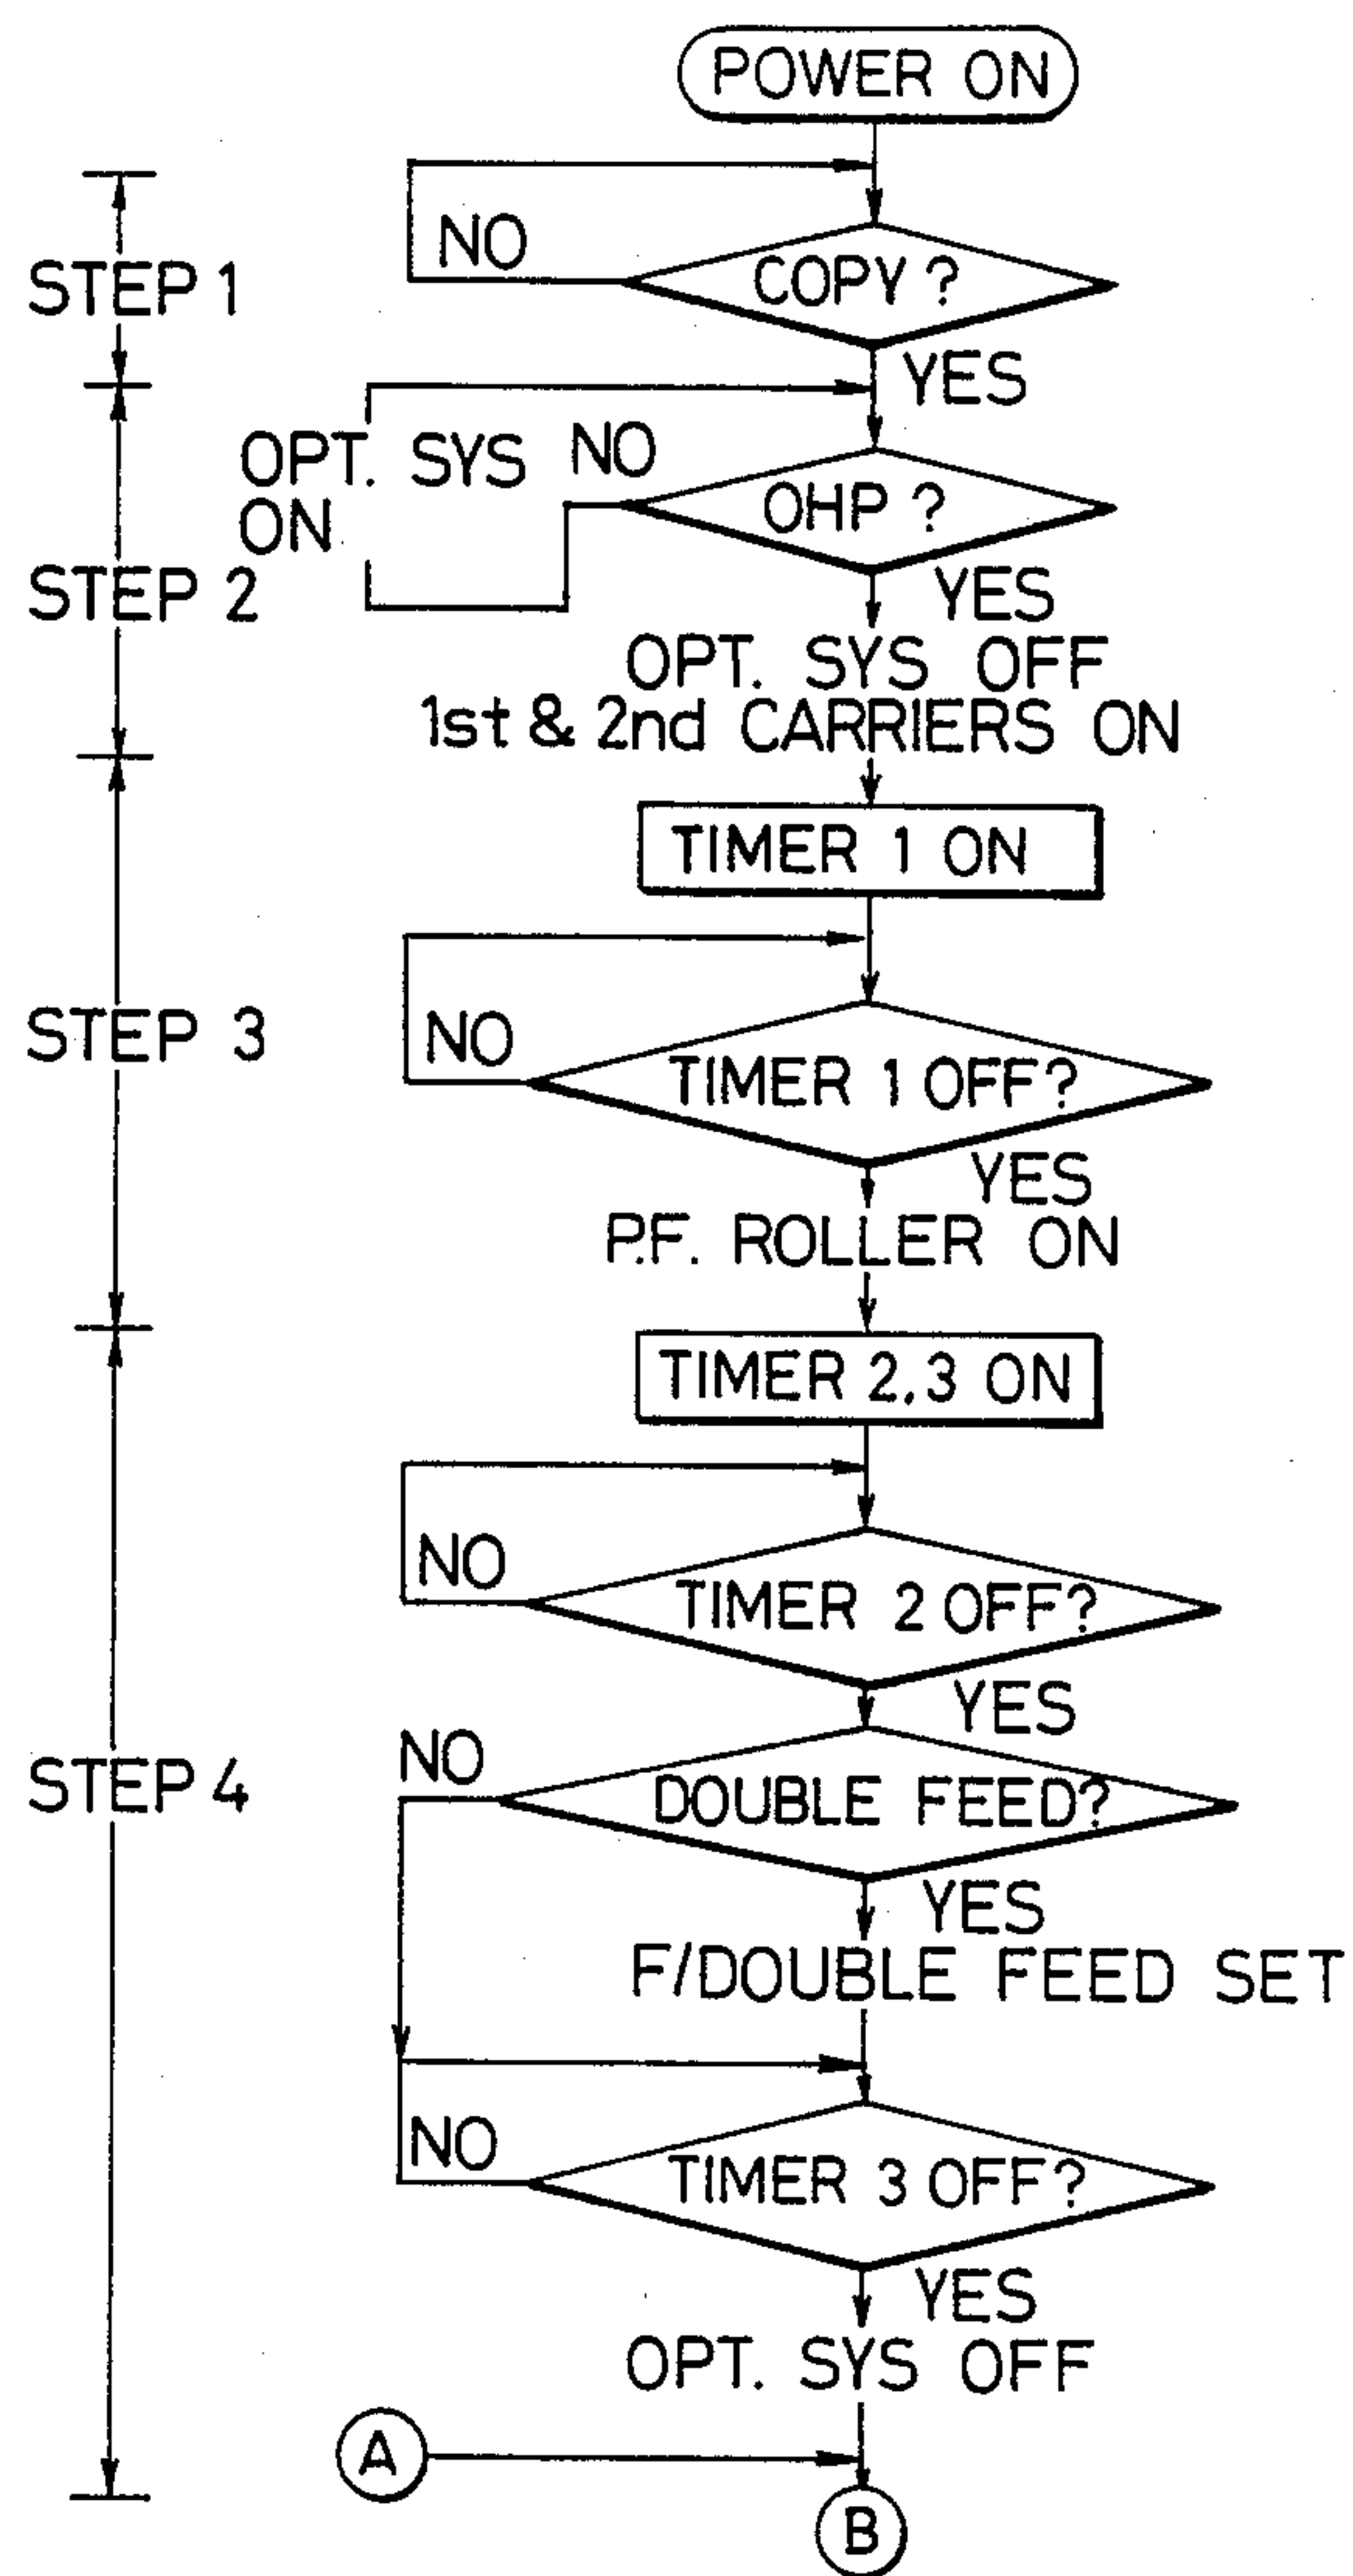 POWER ON
NO
COPY ?
STEP 1
YES
OPT. SYS
ON
NO
OHP ?
STEP 2
YES
OPT. SYS OFF
1st & 2nd CARRIERS ON
TIMER 1 ON
STEP 3
NO
TIMER 1 OFF?
YES
P.F. ROLLER ON
TIMER 2,3 ON
NO
TIMER 2 OFF?
YES
STEP 4
NO
DOUBLE FEED?
YES
F/DOUBLE FEED SET
NO
TIMER 3 OFF?
YES
OPT. SYS OFF
A
B